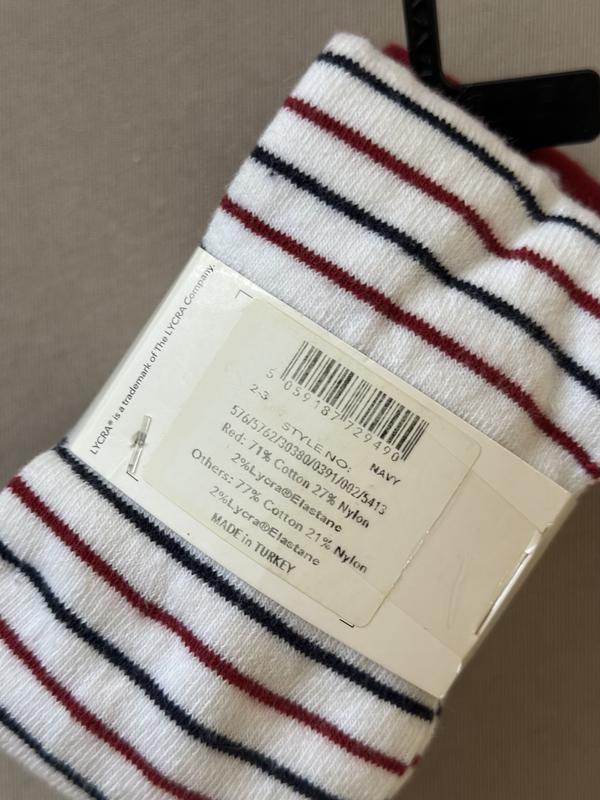 LYCRA® is a trademark of The LYCRA Company.
5 059187 729490
2-3
STYLE NO: NAVY
576/5762/30380/0391/002/5413
Red: 71% Cotton 27% Nylon
2%Lycra®Elastane
Others: 77% Cotton 21% Nylon
2%Lycra®Elastane
MADE in TURKEY